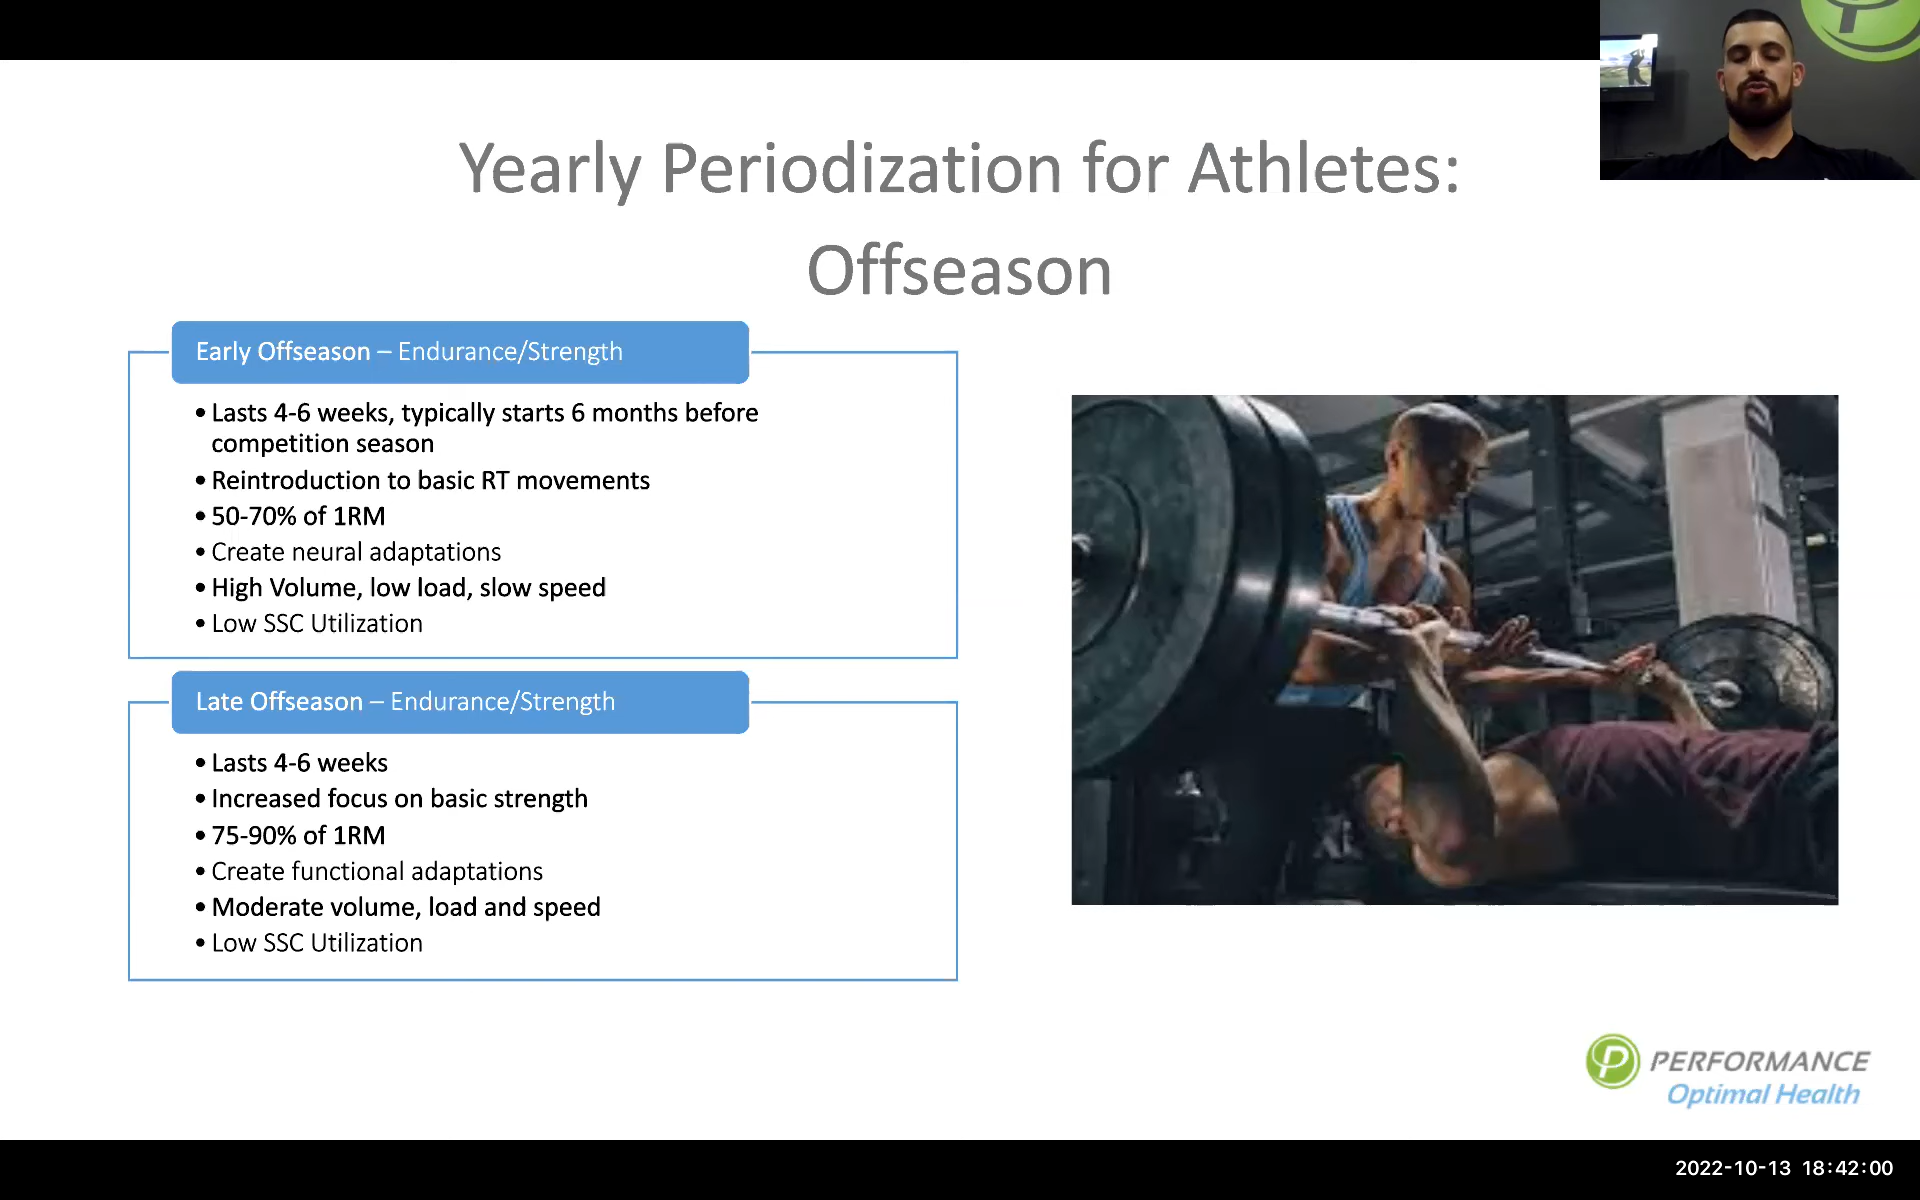 Yearly Periodization for Athletes:
Offseason
Early Offseason – Endurance/Strength
• Lasts 4-6 weeks, typically starts 6 months before
competition season
• Reintroduction to basic RT movements
• 50-70% of 1RM
• Create neural adaptations
• High Volume, low load, slow speed
• Low SSC Utilization
Late Offseason – Endurance/Strength
• Lasts 4-6 weeks
• Increased focus on basic strength
• 75-90% of 1RM
• Create functional adaptations
• Moderate volume, load and speed
• Low SSC Utilization
P PERFORMANCE
Optimal Health
2022-10-13 18:42:00